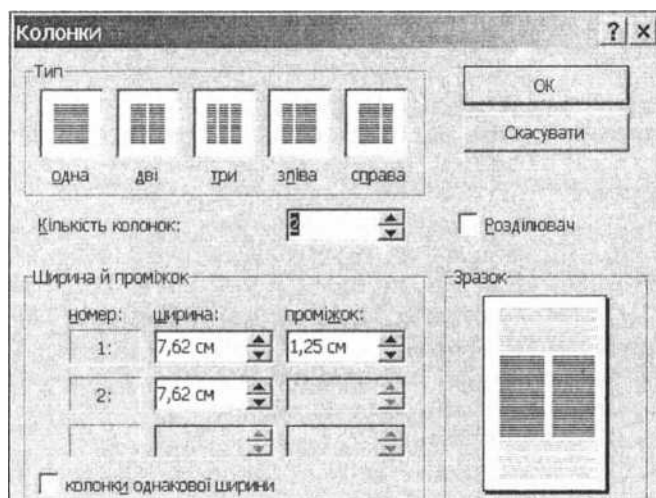 Колонки
Тип
одна
дві
три
зліва
справа
ОК
Скасувати
Кількість колонок:
2
Розділювач
Ширина й проміжок
номер:
ширина:
проміжок:
1:
7,62 см
1,25 см
2:
7,62 см
колонки однакової ширини
Зразок